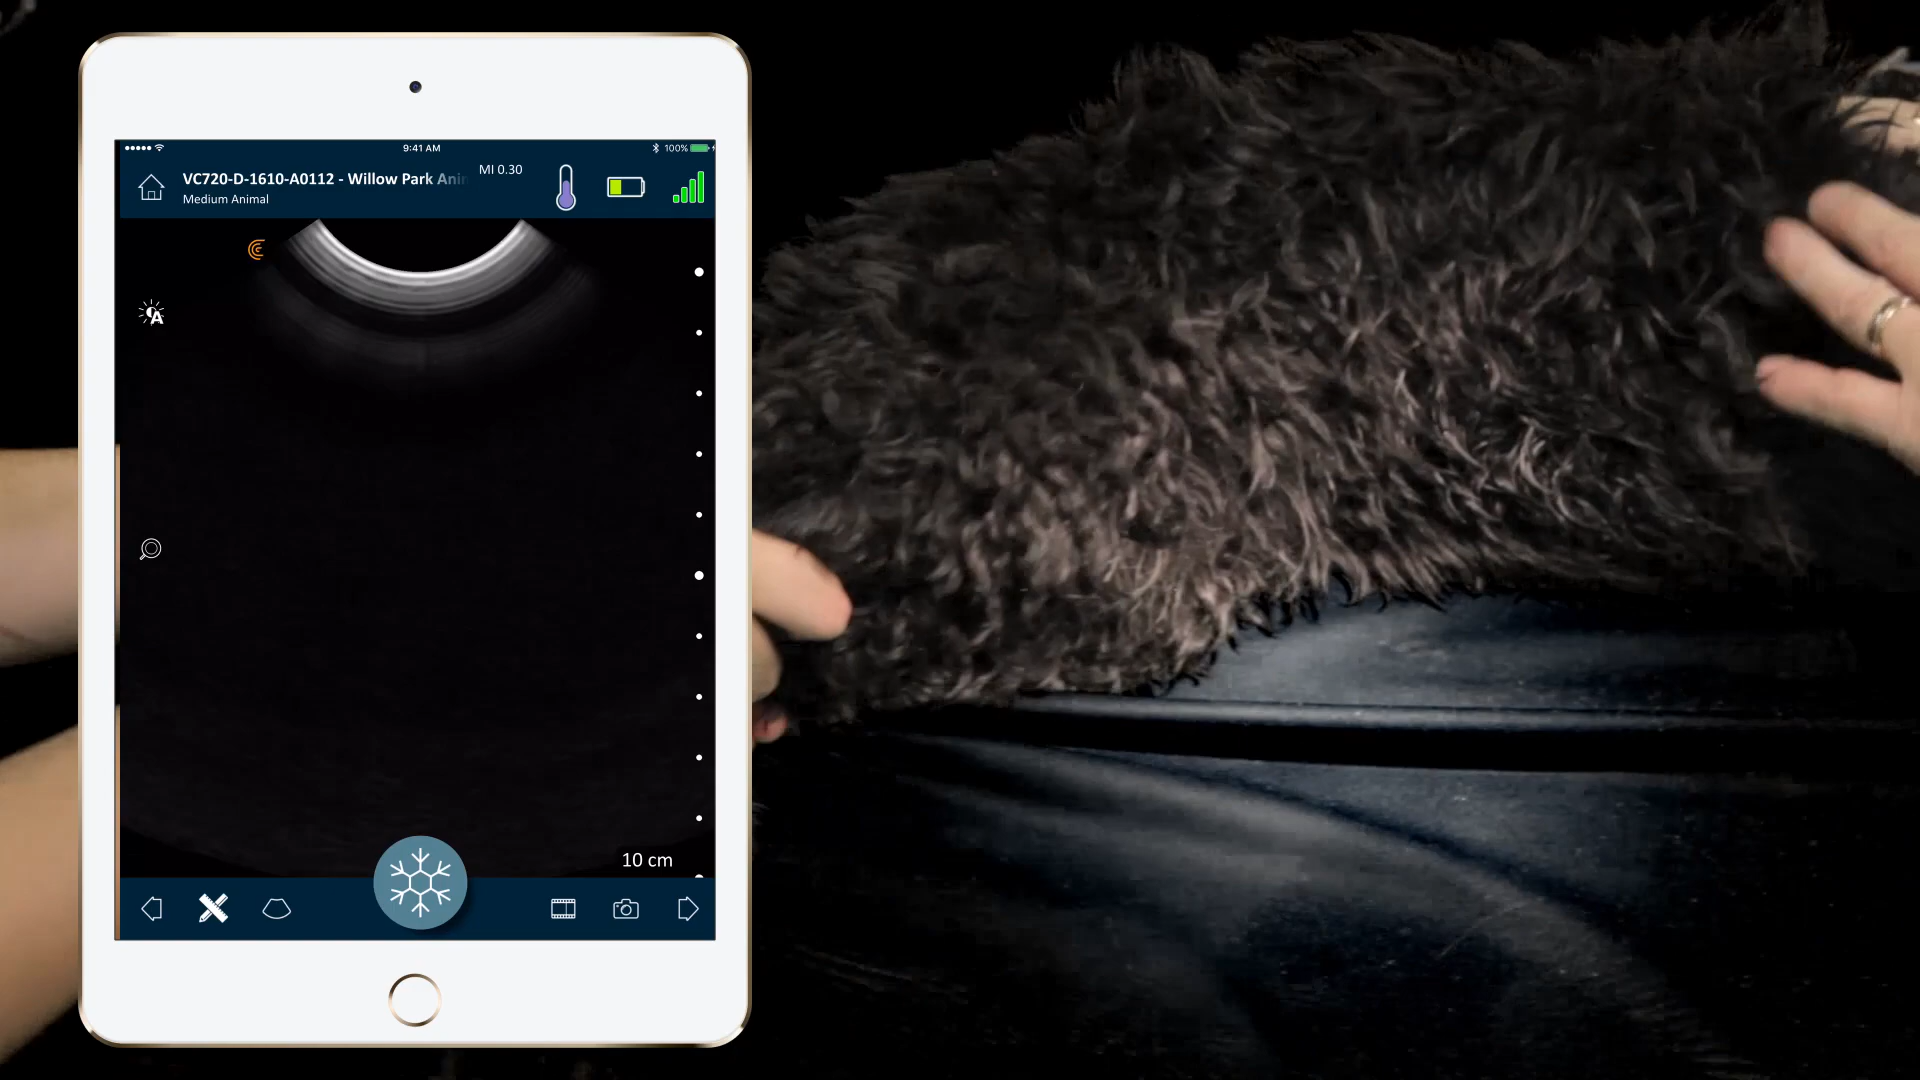 9:41 AM
100%
VC720-D-1610-A0112 - Willow Park Ani
MI 0.30
Medium Animal
A
10 cm